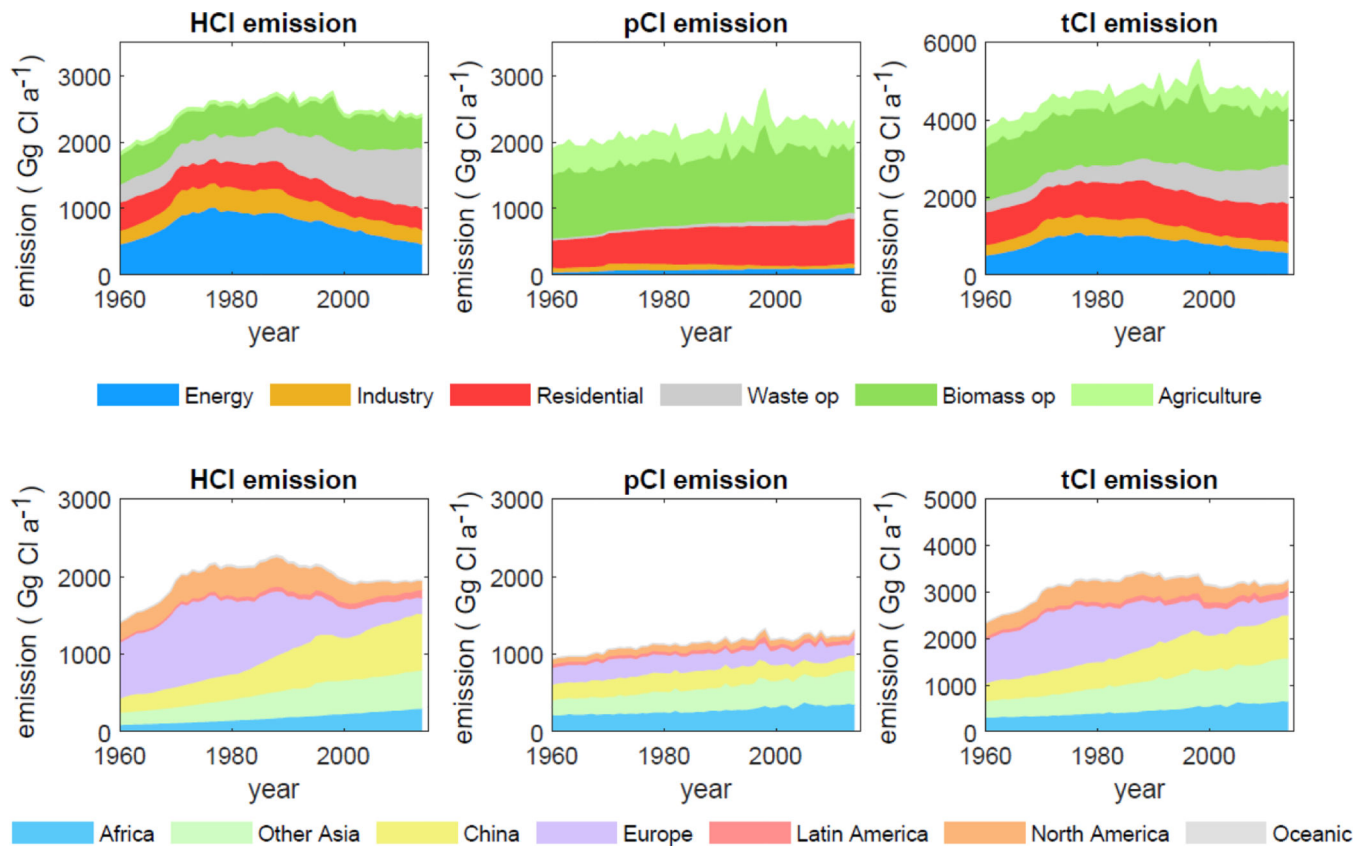 HCl emission pCl emission tCl emission
emission ( Gg Cl a-1)
3000
2000
1000
0
1960 1980 2000
year
emission ( Gg Cl a-1)
3000
2000
1000
0
1960 1980 2000
year
emission ( Gg Cl a-1)
6000
4000
2000
0
1960 1980 2000
year
Energy Industry Residential Waste op Biomass op Agriculture
HCl emission pCl emission tCl emission
emission ( Gg Cl a-1)
3000
2000
1000
0
1960 1980 2000
year
emission ( Gg Cl a-1)
3000
2000
1000
0
1960 1980 2000
year
emission ( Gg Cl a-1)
5000
4000
3000
2000
1000
0
1960 1980 2000
year
Africa Other Asia China Europe Latin America North America Oceanic